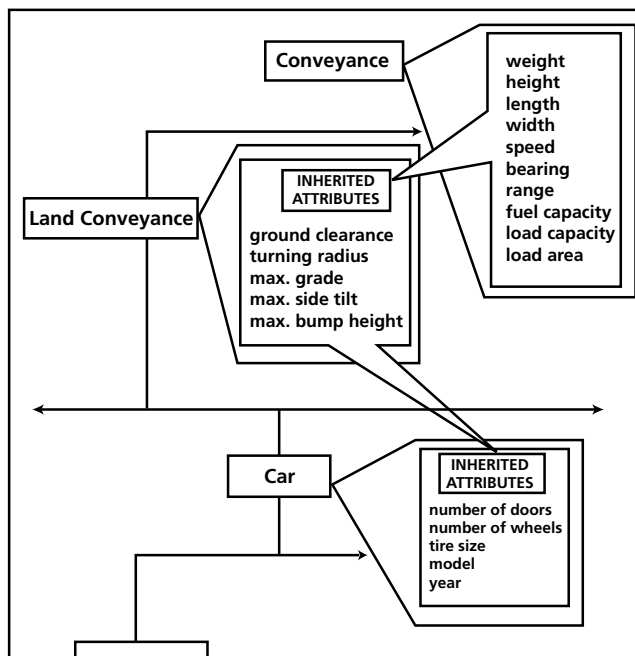 Conveyance
weight
height
length
width
speed
bearing
range
fuel capacity
load capacity
load area
Land Conveyance
INHERITED
ATTRIBUTES
ground clearance
turning radius
max. grade
max. side tilt
max. bump height
Car
INHERITED
ATTRIBUTES
number of doors
number of wheels
tire size
model
year